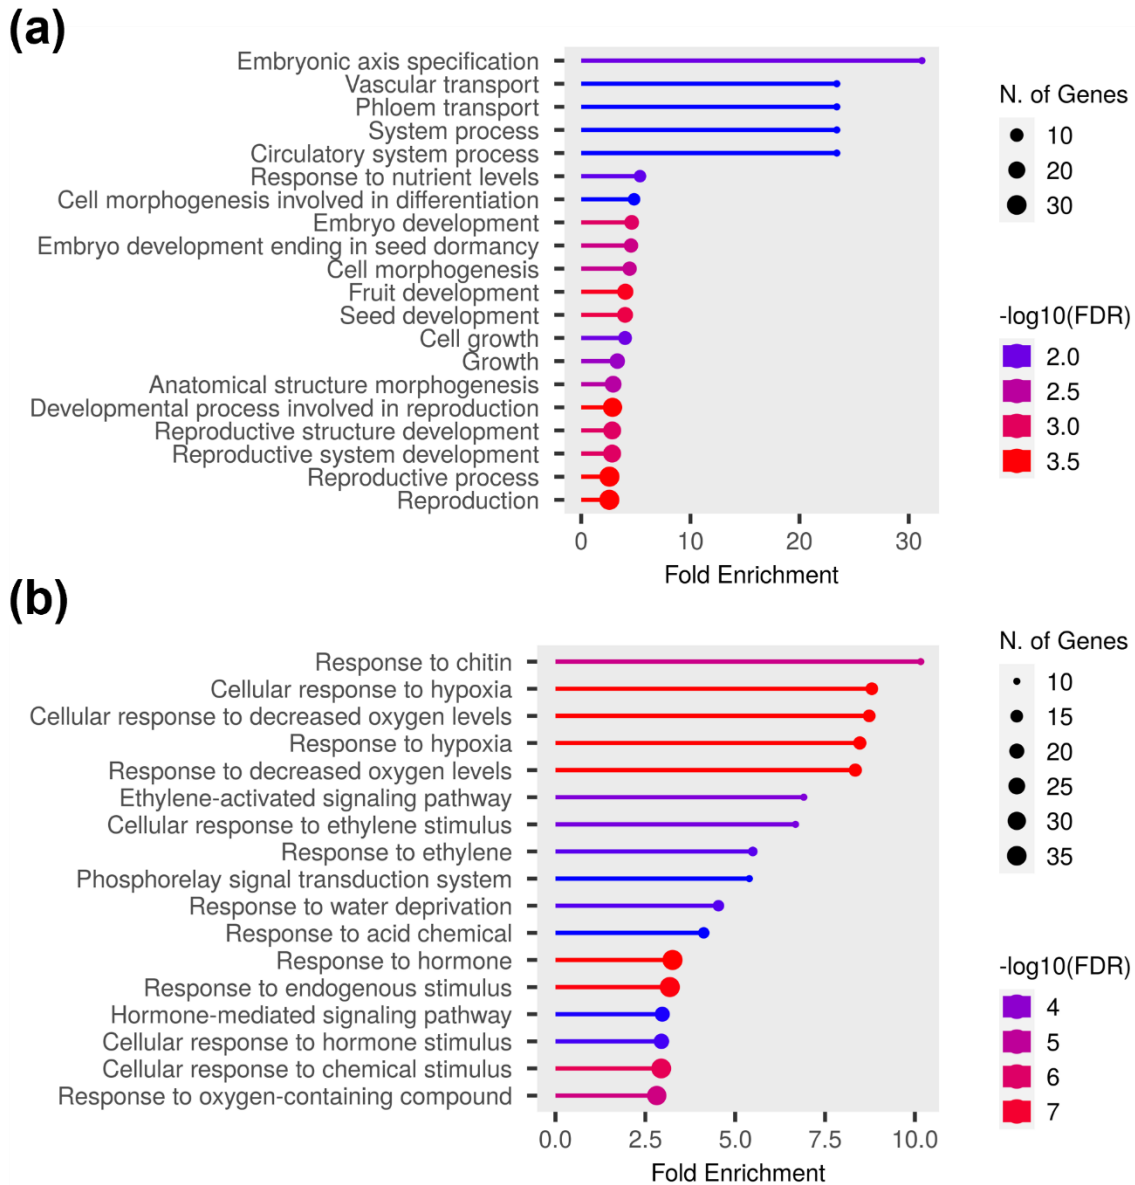 (a)
Embryonic axis specification
Vascular transport
Phloem transport
System process
Circulatory system process
Response to nutrient levels
Cell morphogenesis involved in differentiation
Embryo development
Embryo development ending in seed dormancy
Cell morphogenesis
Fruit development
Seed development
Cell growth
Growth
Anatomical structure morphogenesis
Developmental process involved in reproduction
Reproductive structure development
Reproductive system development
Reproductive process
Reproduction
0 10 20 30
Fold Enrichment
N. of Genes
10
20
30
-log10(FDR)
2.0
2.5
3.0
3.5
(b)
Response to chitin
Cellular response to hypoxia
Cellular response to decreased oxygen levels
Response to hypoxia
Response to decreased oxygen levels
Ethylene-activated signaling pathway
Cellular response to ethylene stimulus
Response to ethylene
Phosphorelay signal transduction system
Response to water deprivation
Response to acid chemical
Response to hormone
Response to endogenous stimulus
Hormone-mediated signaling pathway
Cellular response to hormone stimulus
Cellular response to chemical stimulus
Response to oxygen-containing compound
0.0 2.5 5.0 7.5 10.0
Fold Enrichment
N. of Genes
10
15
20
25
30
35
-log10(FDR)
4
5
6
7